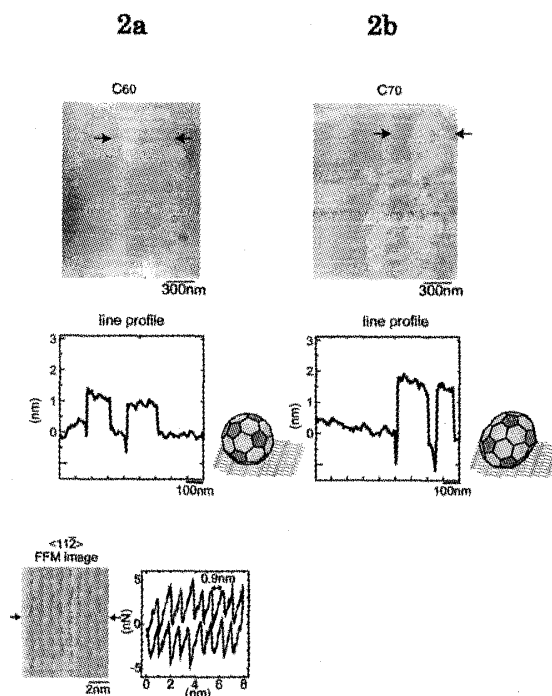 2a
2b
C60
C70
300nm
300nm
line profile
line profile
3
2
1
0
(nm)
100nm
3
2
1
0
(nm)
100nm
<112̄>
FFM image
2nm
5
0
-5
(nN)
0.9nm
0 2 4 6 8
(nm)